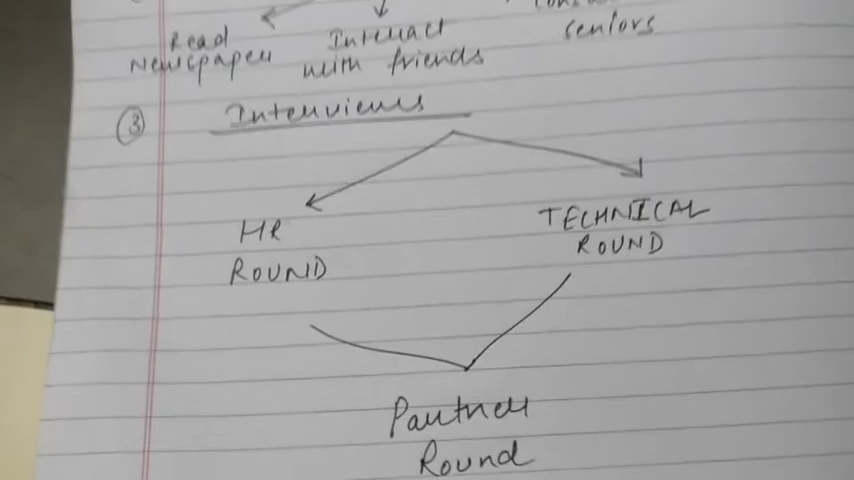 Read
Newspaper
Interact
with friends
seniors
③ Interviews
HR
ROUND
TECHNICAL
ROUND
Partner
Round